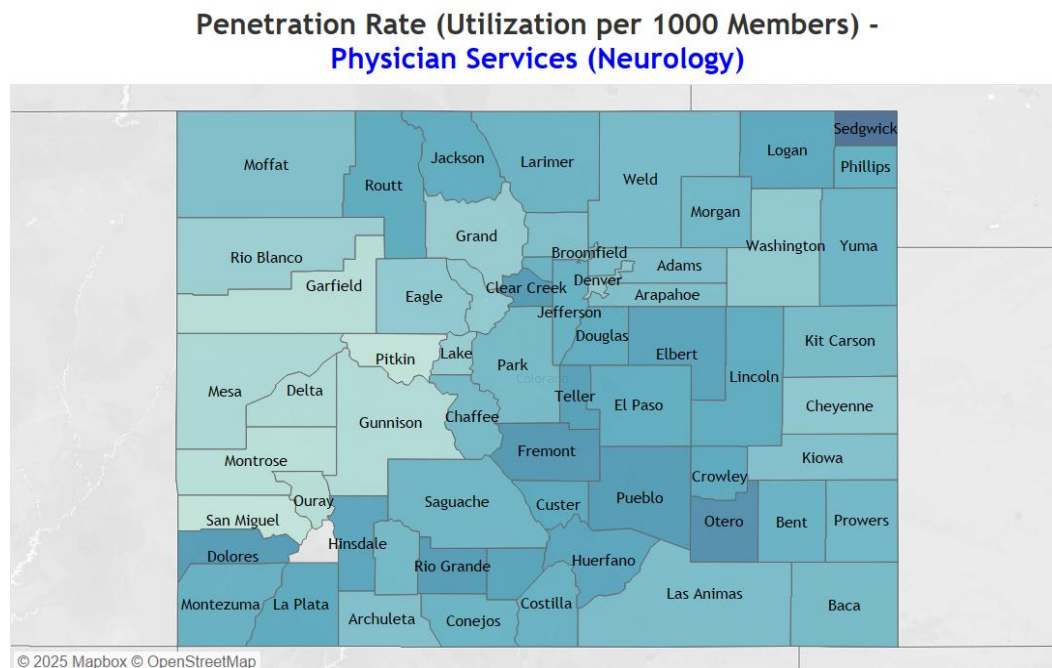 Penetration Rate (Utilization per 1000 Members) -
Physician Services (Neurology)
Sedgwick
Moffat
Routt
Jackson
Larimer
Weld
Logan
Phillips
Morgan
Washington
Yuma
Grand
Rio Blanco
Garfield
Eagle
Clear Creek
Broomfield
Denver
Adams
Arapahoe
Jefferson
Douglas
Elbert
Lincoln
Kit Carson
Pitkin
Lake
Park
Colorado
Mesa
Delta
Gunnison
Chaffee
Teller
El Paso
Cheyenne
Montrose
Fremont
Kiowa
Ouray
San Miguel
Saguache
Custer
Pueblo
Crowley
Otero
Bent
Prowers
Dolores
Hinsdale
Rio Grande
Huerfano
Montezuma
La Plata
Archuleta
Conejos
Costilla
Las Animas
Baca
© 2025 Mapbox © OpenStreetMap